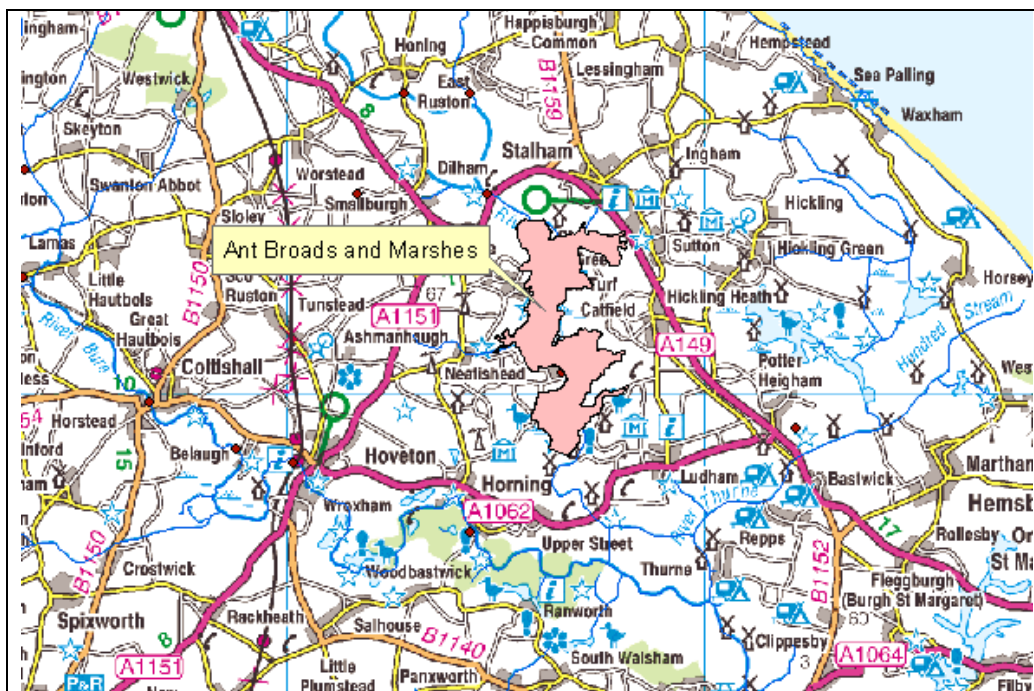 ingham
Westwick
Honing
Happisburgh
Common
Hempstead
Lessingham
Sea Palling
ington
East
Ruston
B1159
Waxham
Skeyton
8
Swanton Abbot
Worstead
Dilham
Stalham
Ingham
Smallburgh
Sloley
Hickling
Lamas
Ant Broads and Marshes
Sutton
Hickling Green
Little
Hautbois
Great
Hautbois
B1150
Ruston
Tunstead
67
A1151
Turf
Catfield
Hickling Heath
Horsey
Stream
River
Ashmanhaugh
A149
Potter
Heigham
Coltishall
Neatishead
10
Horstead
15
Belaugh
Hoveton
Horning
Ludham
Bastwick
Martham
Wroxham
A1062
Thurne
River
Repps
17
Hemsb
Rollesby
B1150
Crostwick
Woodbastwick
Upper Street
Thurne
B1152
Fleggburgh
(Burgh St Margaret)
Spixworth
Rackheath
Salhouse
Ranworth
B1140
8
A1151
Little
Plumstead
Panxworth
South Walsham
Clippesby
3
60
A1064
P&R
Filby